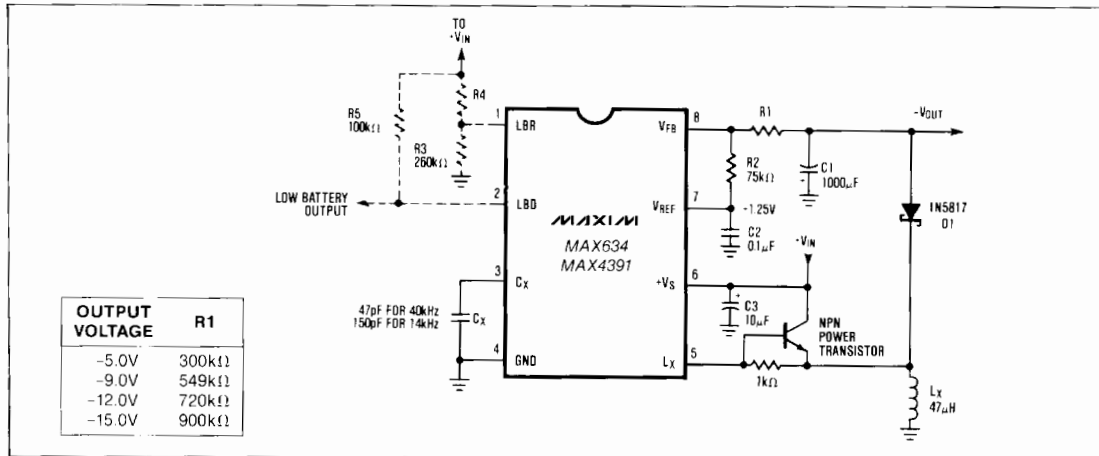 TO
-VIN
R4
R5
100kΩ
R3
260kΩ
LOW BATTERY
OUTPUT
1
LBR
2
LBD
3
CX
4
GND
47pF FOR 40kHz
150pF FOR 14kHz
CX
MAXIM
MAX634
MAX4391
VFB
8
VREF
7
+VS
6
LX
5
R1
-VOUT
R2
75kΩ
C1
1000µF
-1.25V
C2
0.1µF
-VIN
1N5817
D1
C3
10µF
NPN
POWER
TRANSISTOR
1kΩ
LX
47µH
OUTPUT VOLTAGE R1
-5.0V 300kΩ
-9.0V 549kΩ
-12.0V 720kΩ
-15.0V 900kΩ